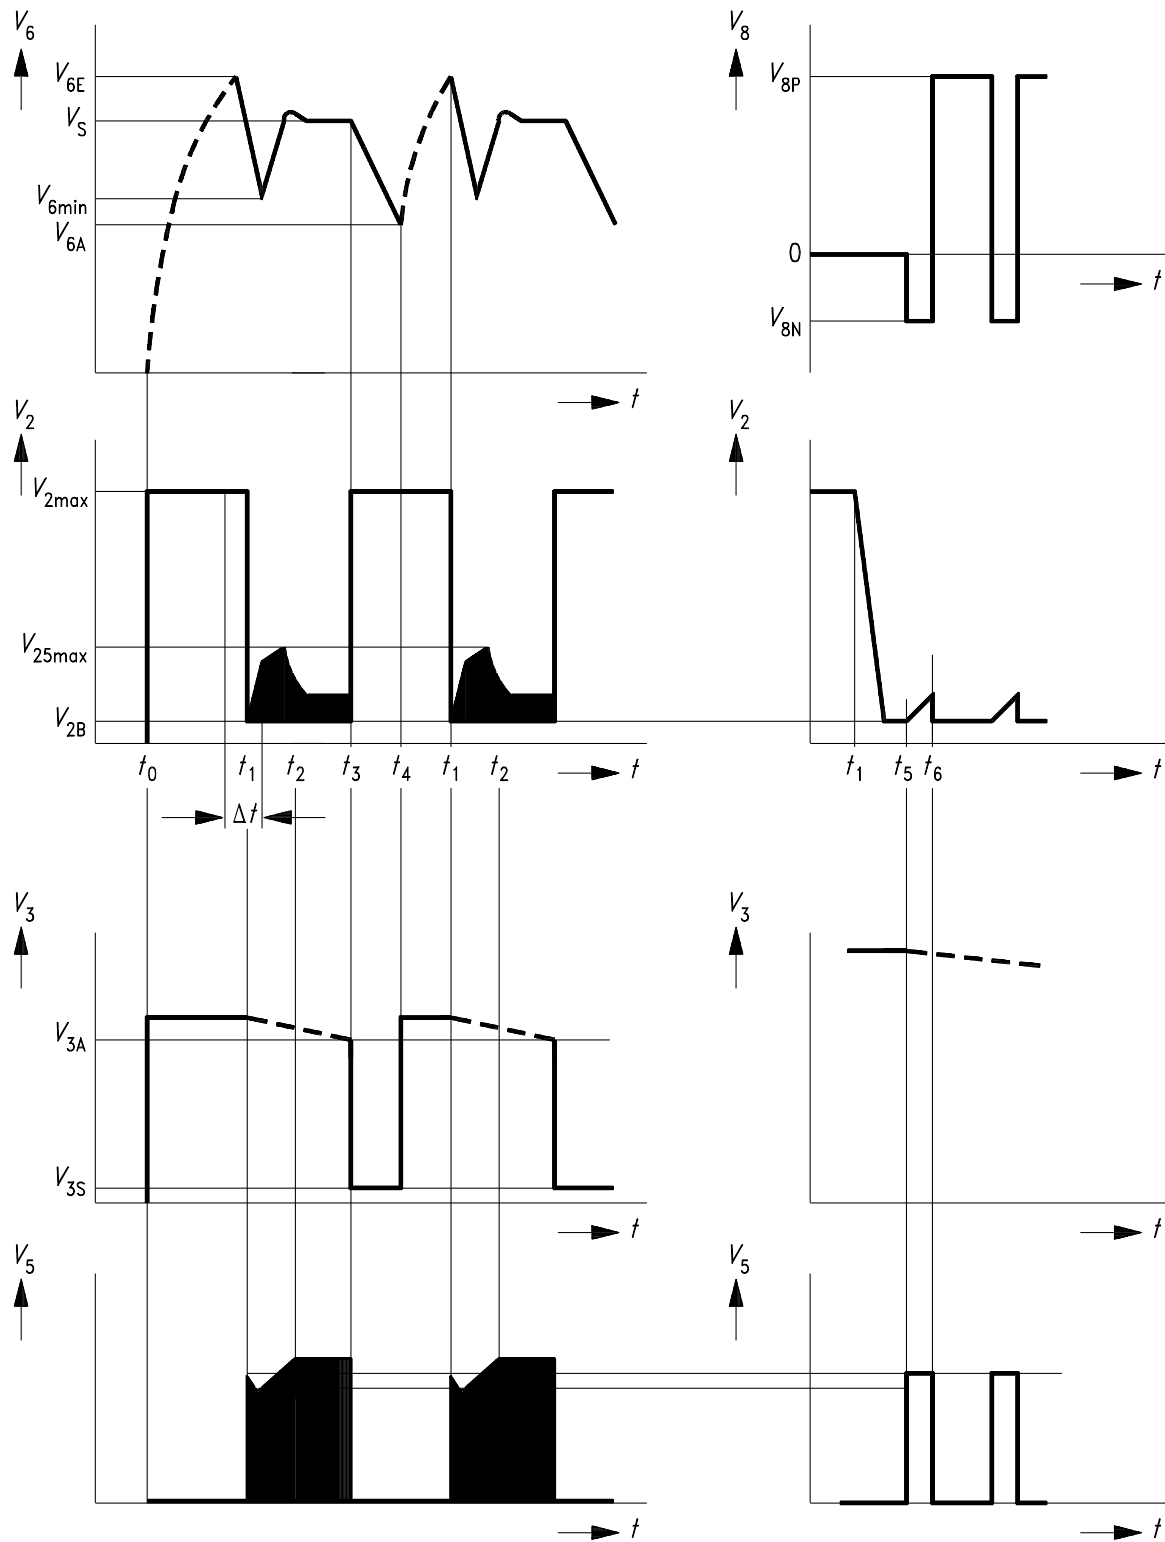 V6
V6E
VS
V6min
V6A
t
V8
V8P
0
V8N
t
V2
V2max
V25max
V2B
t0 t1 t2 t3 t4 t1 t2 t
Δt
V2
t1 t5 t6 t
V3
V3A
V3S
t
V3
t
V5
t
V5
t